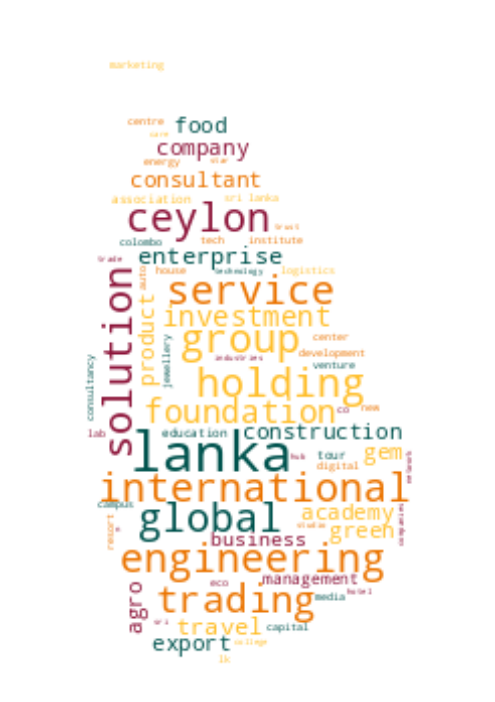 marketing
centre food
care
company
energy star
consultant
association sri lanka
ceylon trust
colombo tech institute
enterprise
trade house technology logistics
auto
service
solution
product
investment
group center
industries development
jewellery venture
holding
consultancy
foundation co new
lab education construction
lanka hub tour gem
digital network
international
campus
global academy
studio green
resort business companies
engineering
eco management
agro trading media hotel
sri travel capital
export college
lk